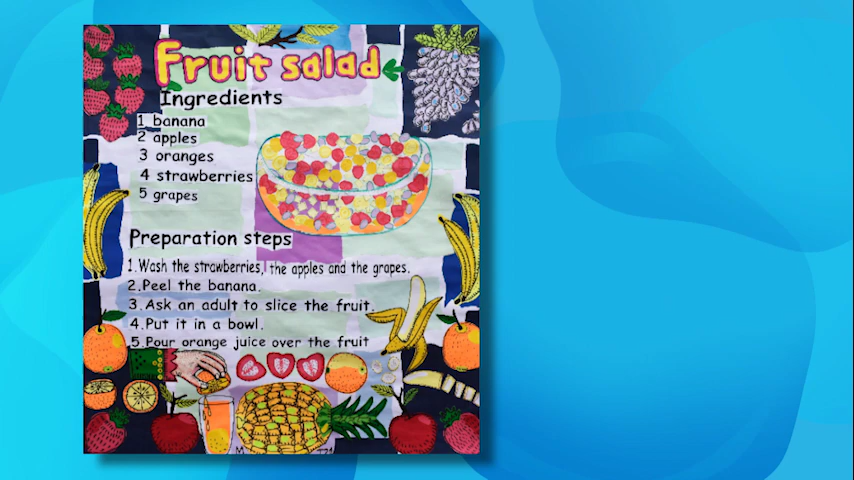 Fruit salad
Ingredients
1 banana
2 apples
3 oranges
4 strawberries
5 grapes
Preparation steps
1.Wash the strawberries, the apples and the grapes.
2.Peel the banana.
3.Ask an adult to slice the fruit.
4.Put it in a bowl.
5.Pour orange juice over the fruit